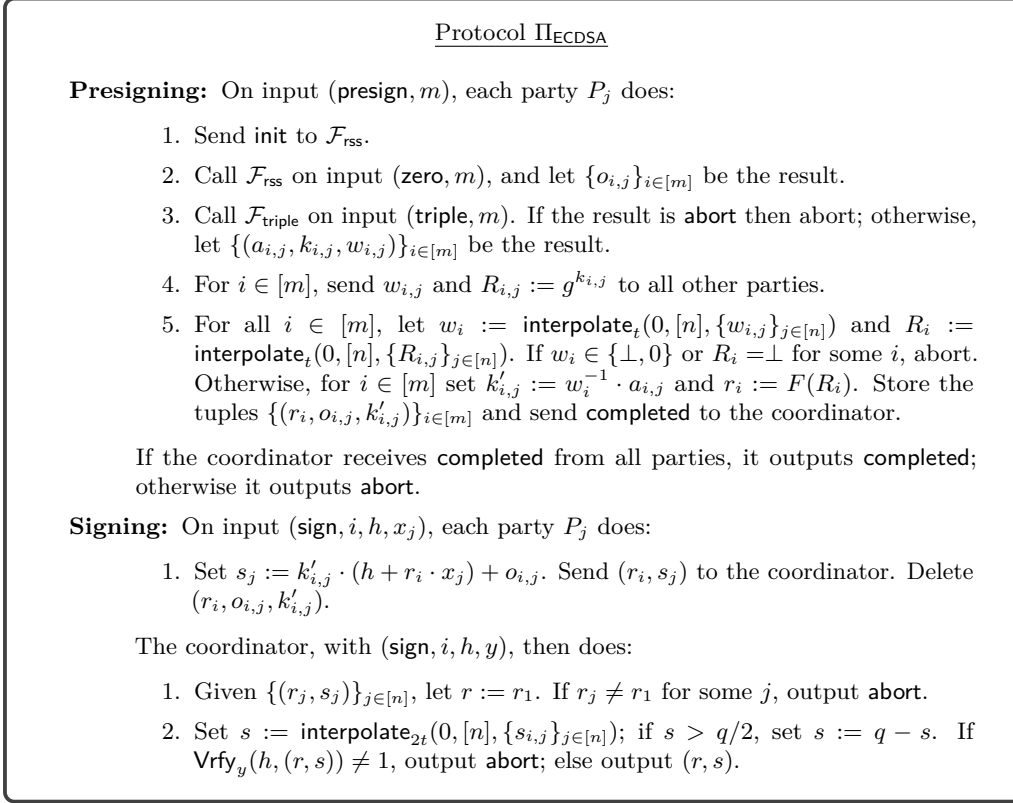 Protocol Π_ECDSA
Presigning: On input (presign, m), each party P_j does:
1. Send init to F_rss.
2. Call F_rss on input (zero, m), and let {o_{i,j}}_{i∈[m]} be the result.
3. Call F_triple on input (triple, m). If the result is abort then abort; otherwise,
let {(a_{i,j}, k_{i,j}, w_{i,j})}_{i∈[m]} be the result.
4. For i ∈ [m], send w_{i,j} and R_{i,j} := g^{k_{i,j}} to all other parties.
5. For all i ∈ [m], let w_i := interpolate_t(0, [n], {w_{i,j}}_{j∈[n]}) and R_i :=
interpolate_t(0, [n], {R_{i,j}}_{j∈[n]}). If w_i ∈ {⊥, 0} or R_i =⊥ for some i, abort.
Otherwise, for i ∈ [m] set k'_{i,j} := w_i^{-1} · a_{i,j} and r_i := F(R_i). Store the
tuples {(r_i, o_{i,j}, k'_{i,j})}_{i∈[m]} and send completed to the coordinator.
If the coordinator receives completed from all parties, it outputs completed;
otherwise it outputs abort.
Signing: On input (sign, i, h, x_j), each party P_j does:
1. Set s_j := k'_{i,j} · (h + r_i · x_j) + o_{i,j}. Send (r_i, s_j) to the coordinator. Delete
(r_i, o_{i,j}, k'_{i,j}).
The coordinator, with (sign, i, h, y), then does:
1. Given {(r_j, s_j)}_{j∈[n]}, let r := r_1. If r_j ≠ r_1 for some j, output abort.
2. Set s := interpolate_{2t}(0, [n], {s_{i,j}}_{j∈[n]}); if s > q/2, set s := q − s. If
Vrfy_y(h, (r, s)) ≠ 1, output abort; else output (r, s).